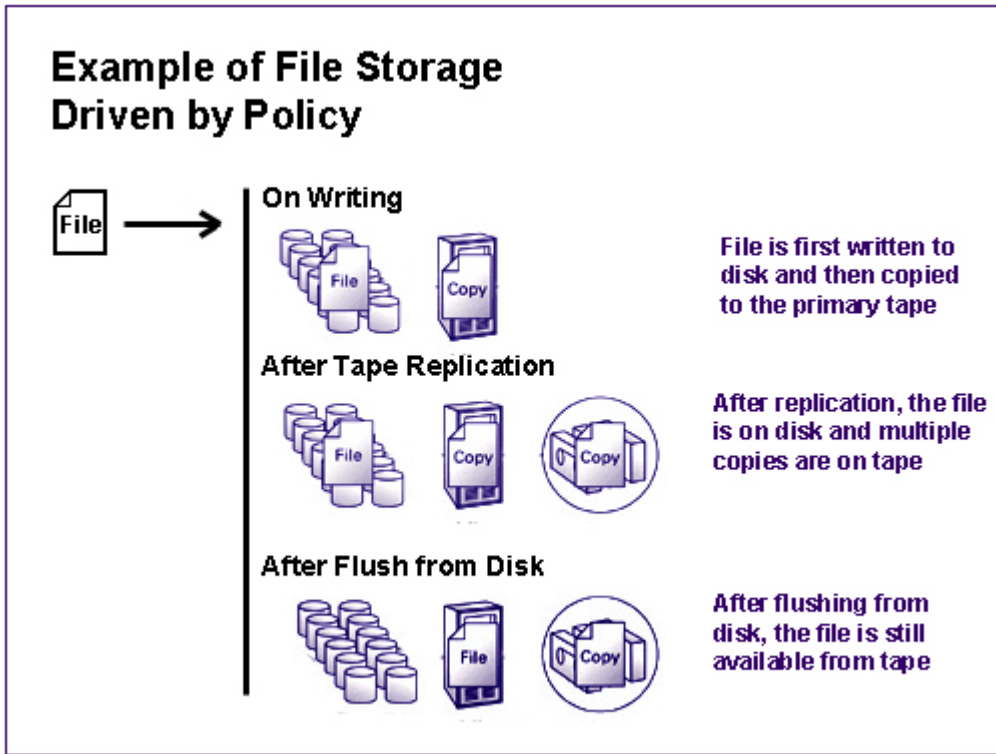 Example of File Storage
Driven by Policy
File
On Writing
File
Copy
File is first written to
disk and then copied
to the primary tape
After Tape Replication
File
Copy
Copy
After replication, the file
is on disk and multiple
copies are on tape
After Flush from Disk
File
Copy
After flushing from
disk, the file is still
available from tape